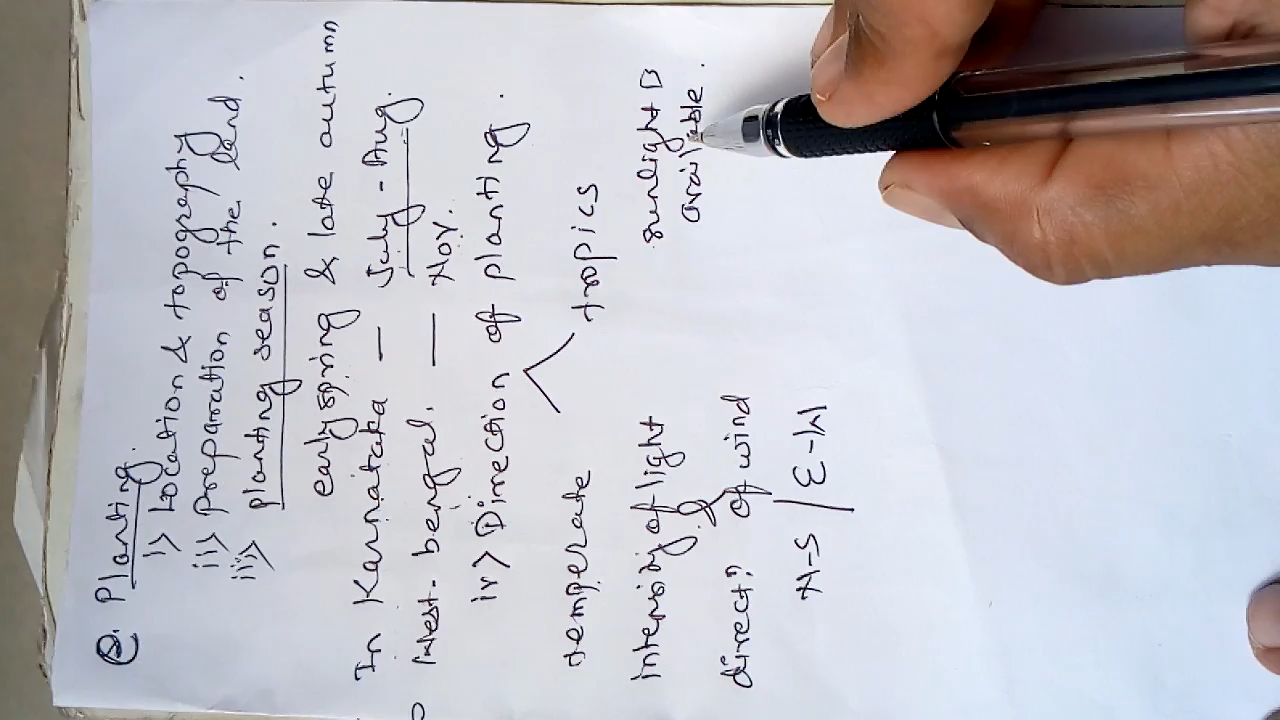 e. Planting.
i> Location & topography
ii> preparation of the land.
iii> planting season.
early spring & late autumn
In Karnataka — July - Aug.
West-bengal. — Nov.
iv> Direction of planting.
temperate tropics
intensity of light & direct? of wind
N-S / E-W
sunlight is available.